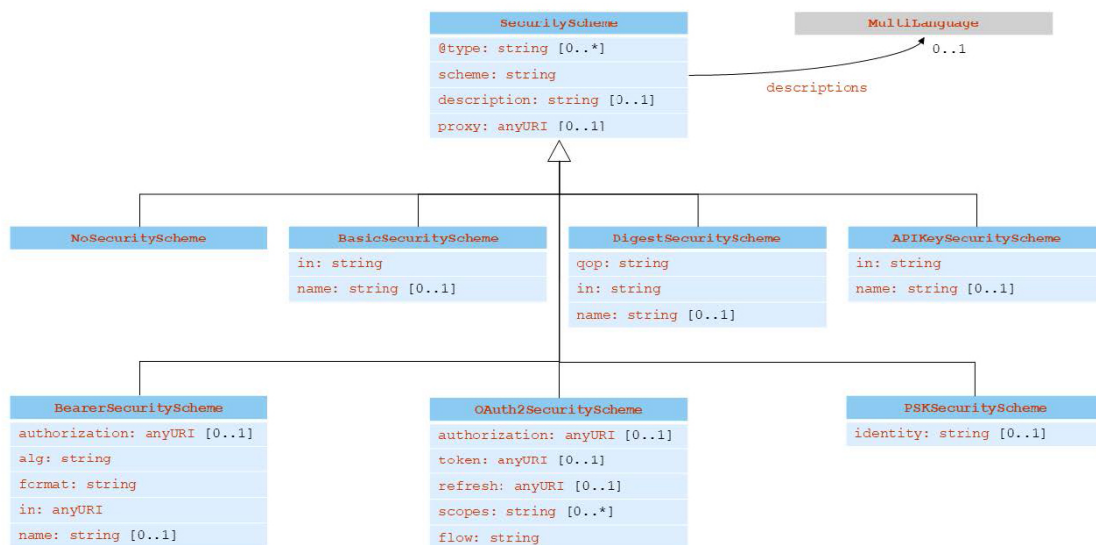 SecurityScheme
@type: string [0..*]
scheme: string
description: string [0..1]
proxy: anyURI [0..1]
MultiLanguage
0..1
descriptions
NoSecurityScheme
BasicSecurityScheme
in: string
name: string [0..1]
DigestSecurityScheme
qop: string
in: string
name: string [0..1]
APIKeySecurityScheme
in: string
name: string [0..1]
BearerSecurityScheme
authorization: anyURI [0..1]
alg: string
format: string
in: anyURI
name: string [0..1]
OAuth2SecurityScheme
authorization: anyURI [0..1]
token: anyURI [0..1]
refresh: anyURI [0..1]
scopes: string [0..*]
flow: string
PSKSecurityScheme
identity: string [0..1]